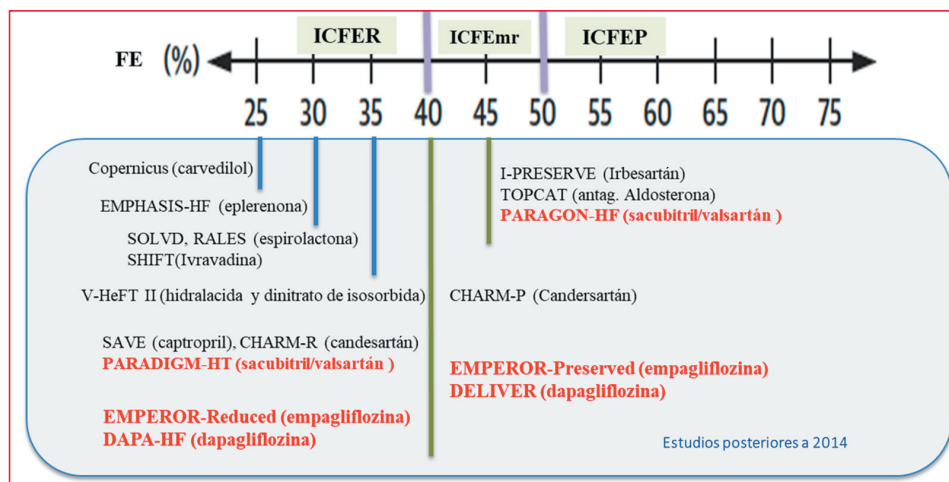 ICFER
ICFEmr
ICFEP
FE (%)
25 30 35 40 45 50 55 60 65 70 75
Copernicus (carvedilol)
EMPHASIS-HF (eplerenona)
SOLVD, RALES (espirolactona)
SHIFT(Ivravadina)
V-HeFT II (hidralacida y dinitrato de isosorbida)
SAVE (captropril), CHARM-R (candesartán)
PARADIGM-HT (sacubitril/valsartán )
EMPEROR-Reduced (empagliflozina)
DAPA-HF (dapagliflozina)
I-PRESERVE (Irbesartán)
TOPCAT (antag. Aldosterona)
PARAGON-HF (sacubitril/valsartán )
CHARM-P (Candersartán)
EMPEROR-Preserved (empagliflozina)
DELIVER (dapagliflozina)
Estudios posteriores a 2014